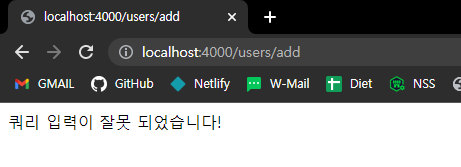 localhost:4000/users/add
localhost:4000/users/add
GMAIL GitHub Netlify W-Mail Diet NSS
쿼리 입력이 잘못 되었습니다!